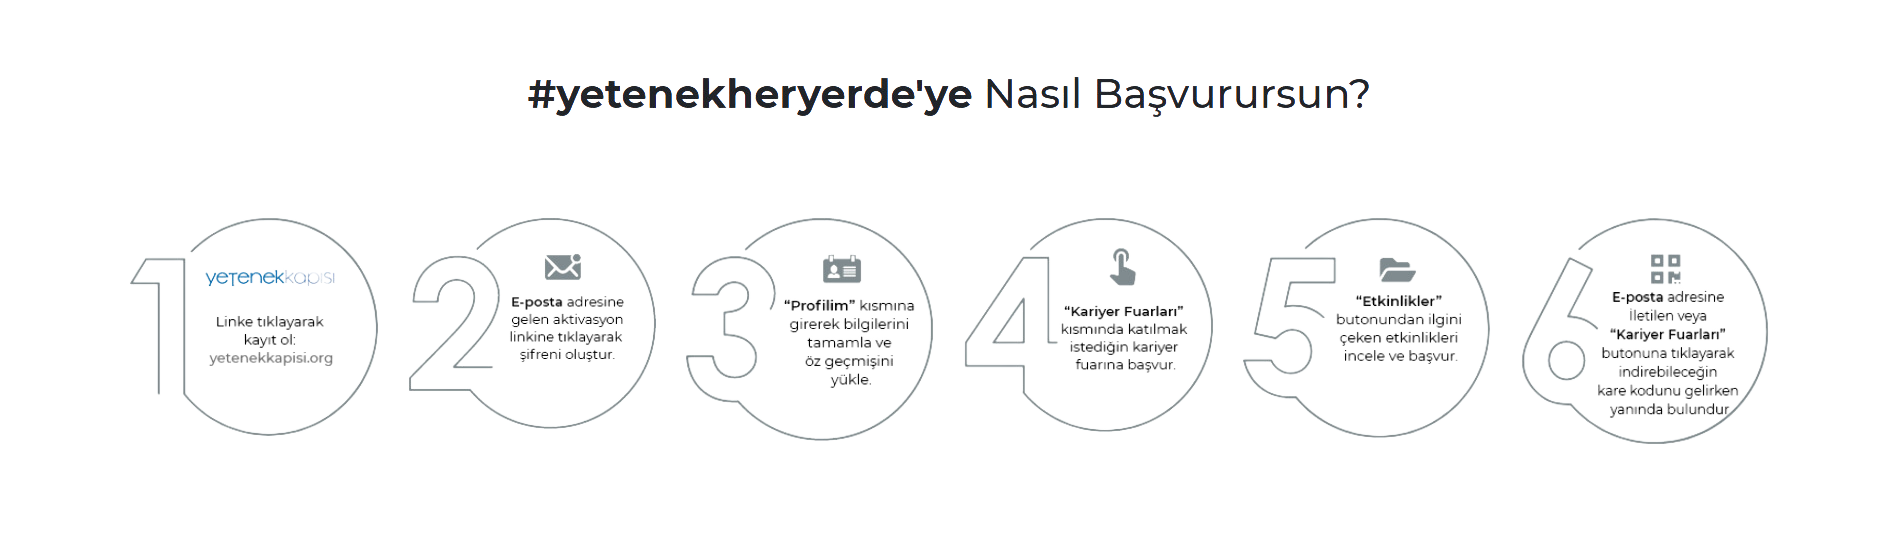 #yetenekheryerde'ye Nasıl Başvurursun?
1
yetenekkapısı
Linke tıklayarak
kayıt ol:
yetenekkapisi.org
2
E-posta adresine
gelen aktivasyon
linkine tıklayarak
şifreni oluştur.
3
“Profilim” kısmına
girerek bilgilerini
tamamla ve
öz geçmişini
yükle.
4
“Kariyer Fuarları”
kısmında katılmak
istediğin kariyer
fuarına başvur.
5
“Etkinlikler”
butonundan ilgini
çeken etkinlikleri
incele ve başvur.
6
E-posta adresine
İletilen veya
“Kariyer Fuarları”
butonuna tıklayarak
indirebileceğin
kare kodunu gelirken
yanında bulundur.